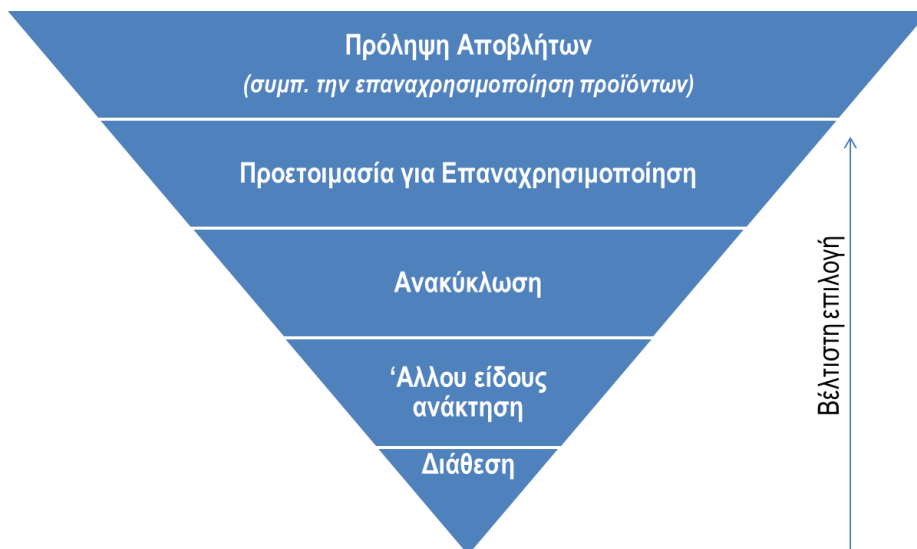 Πρόληψη Αποβλήτων
(συμπ. την επαναχρησιμοποίηση προϊόντων)
Προετοιμασία για Επαναχρησιμοποίηση
Ανακύκλωση
‘Αλλου είδους
ανάκτηση
Διάθεση
Βέλτιστη επιλογή